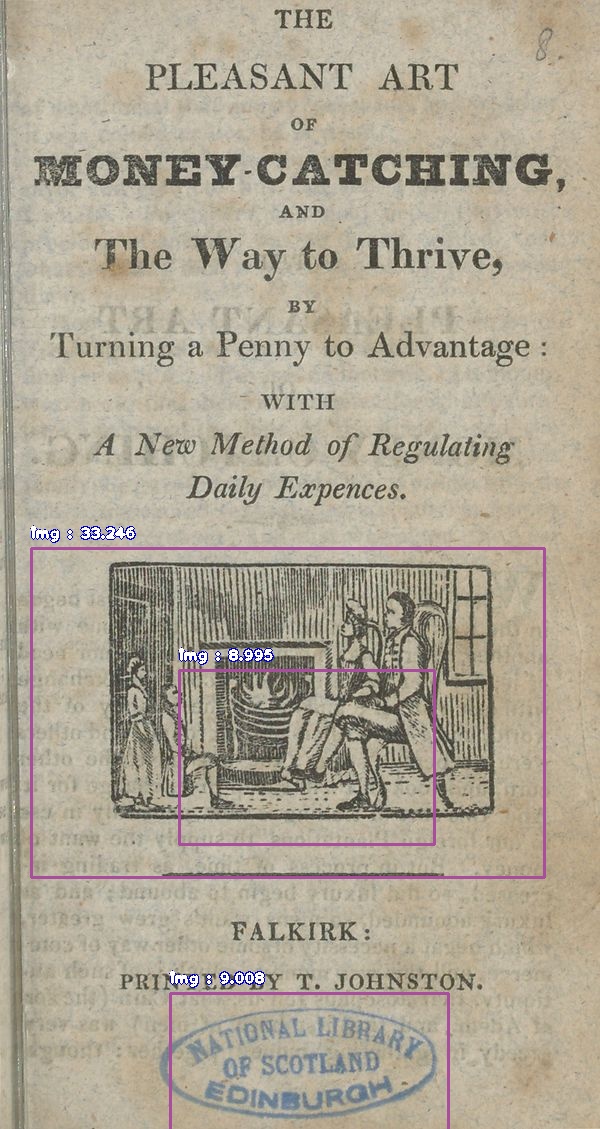 THE
8
PLEASANT ART
OF
MONEY-CATCHING,
AND
The Way to Thrive,
BY
Turning a Penny to Advantage :
WITH
A New Method of Regulating
Daily Expences.
Img : 33.246
Img : 8.995
FALKIRK:
PRINTED BY T. JOHNSTON.
Img : 9.008
NATIONAL LIBRARY
OF SCOTLAND
EDINBURGH